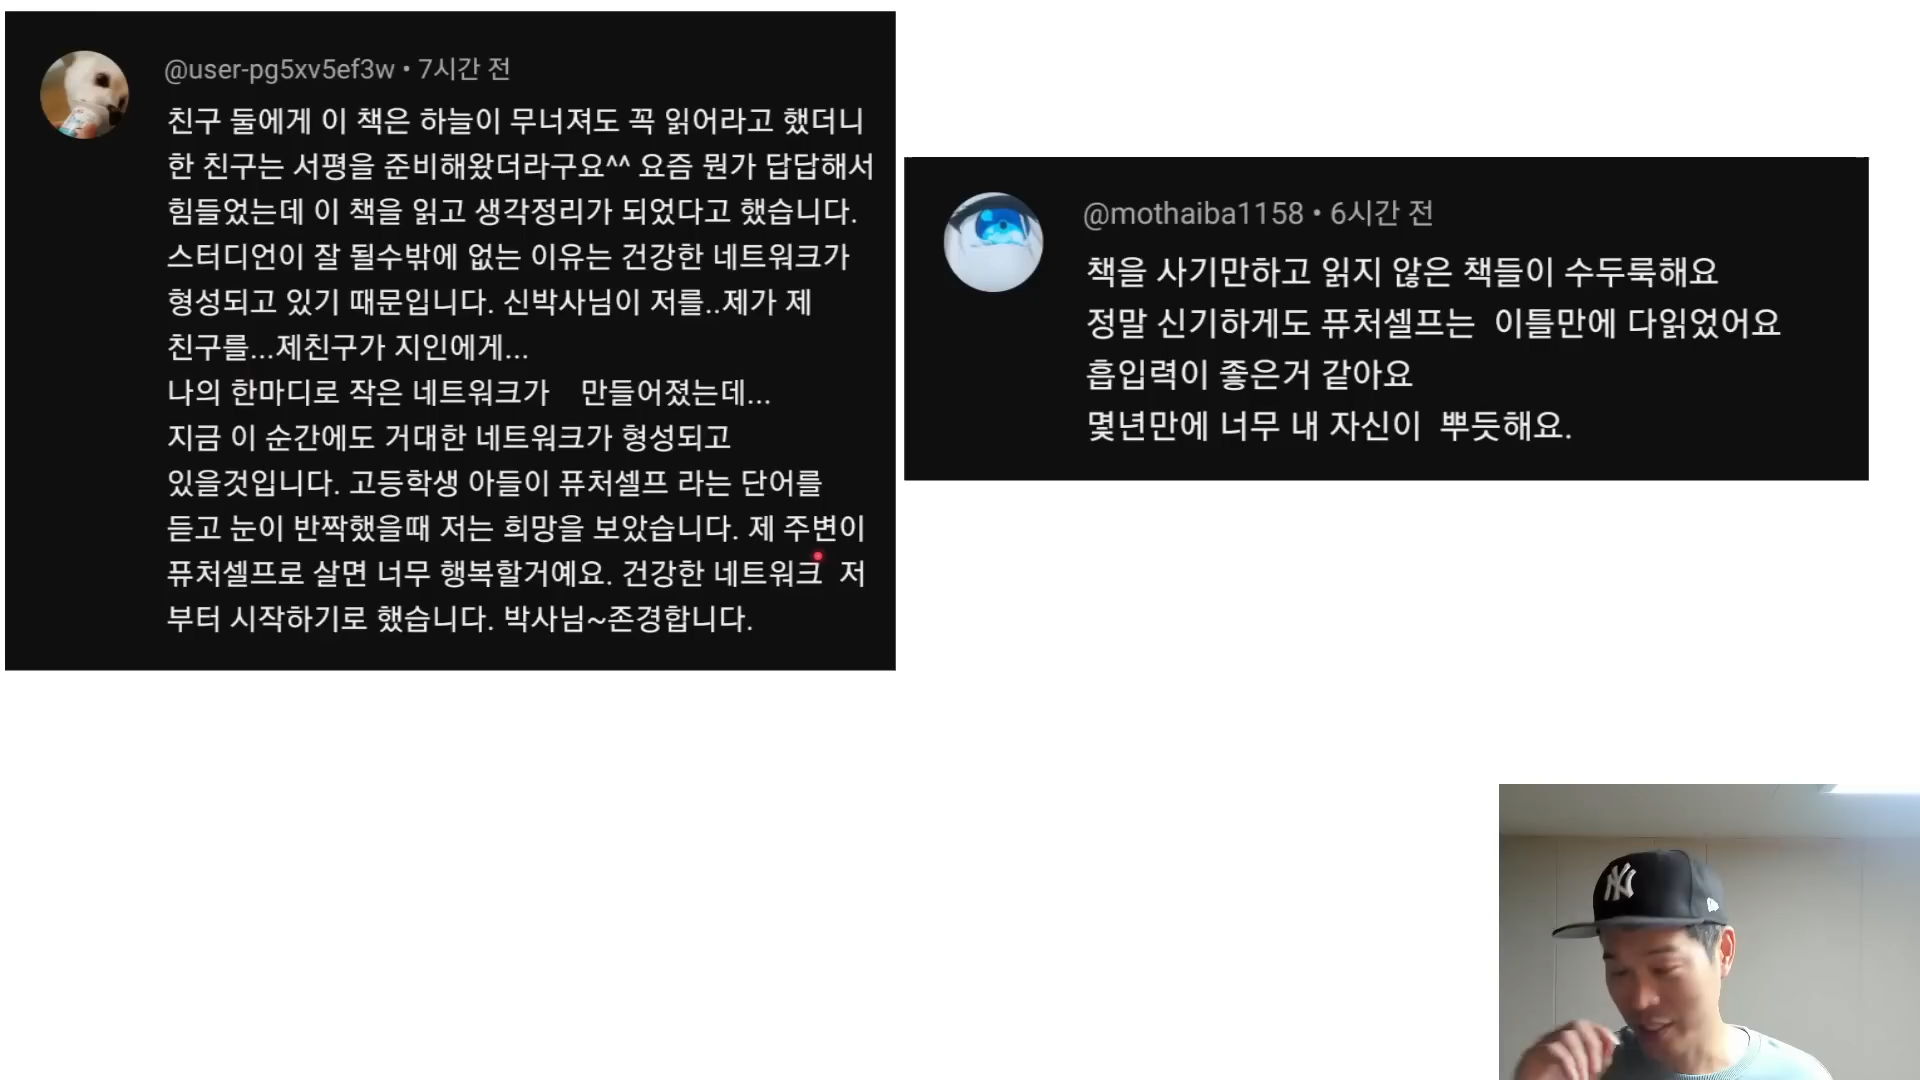 @user-pg5xv5ef3w • 7시간 전
친구 둘에게 이 책은 하늘이 무너져도 꼭 읽어라고 했더니
한 친구는 서평을 준비해왔더라구요^^ 요즘 뭔가 답답해서
힘들었는데 이 책을 읽고 생각정리가 되었다고 했습니다.
스터디언이 잘 될수밖에 없는 이유는 건강한 네트워크가
형성되고 있기 때문입니다. 신박사님이 저를..제가 제
친구를...제친구가 지인에게...
나의 한마디로 작은 네트워크가 만들어졌는데...
지금 이 순간에도 거대한 네트워크가 형성되고
있을것입니다. 고등학생 아들이 퓨처셀프 라는 단어를
듣고 눈이 반짝했을때 저는 희망을 보았습니다. 제 주변이
퓨처셀프로 살면 너무 행복할거예요. 건강한 네트워크 저
부터 시작하기로 했습니다. 박사님~존경합니다.
@mothaiba1158 • 6시간 전
책을 사기만하고 읽지 않은 책들이 수두룩해요
정말 신기하게도 퓨처셀프는 이틀만에 다읽었어요
흡입력이 좋은거 같아요
몇년만에 너무 내 자신이 뿌듯해요.
NY